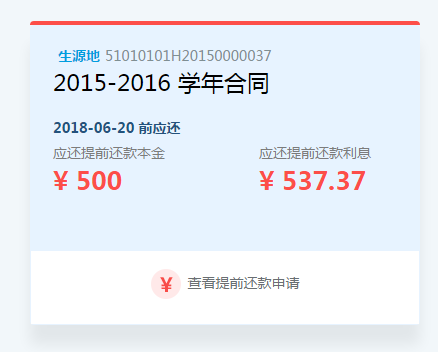 生源地 51010101H20150000037
2015-2016 学年合同
2018-06-20 前应还
应还提前还款本金 应还提前还款利息
¥ 500 ¥ 537.37
¥ 查看提前还款申请